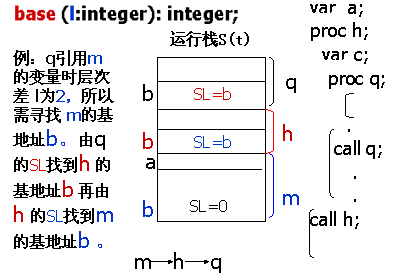 base (l:integer): integer;
运行栈S(t)
例：q引用m
的变量时层次
差 l为2，所以
需寻找 m的基
地址b。由q
的SL找到h 的
基地址b 再由
h 的SL找到m
的基地址b 。
b
SL=b
q
b
SL=b
h
a
b
SL=0
m
m→h→q
var a;
proc h;
var c;
proc q;
.
call q;
.
.
call h;